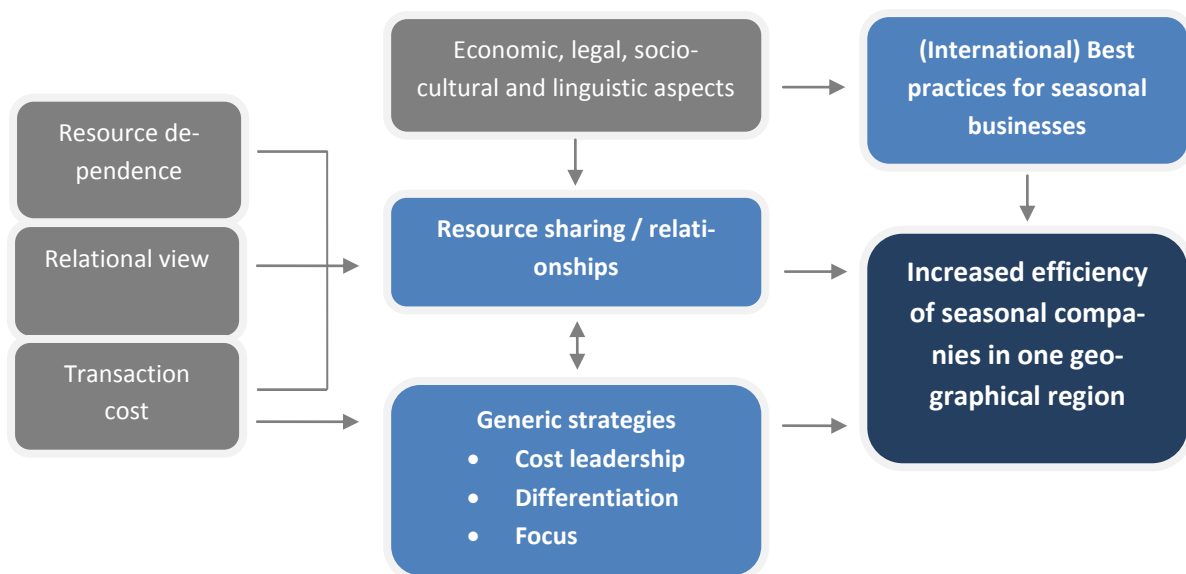 Economic, legal, socio-
cultural and linguistic aspects
(International) Best
practices for seasonal
businesses
Resource de-
pendence
Relational view
Transaction
cost
Resource sharing / relati-
onships
Increased efficiency
of seasonal compa-
nies in one geo-
graphical region
Generic strategies
• Cost leadership
• Differentiation
• Focus